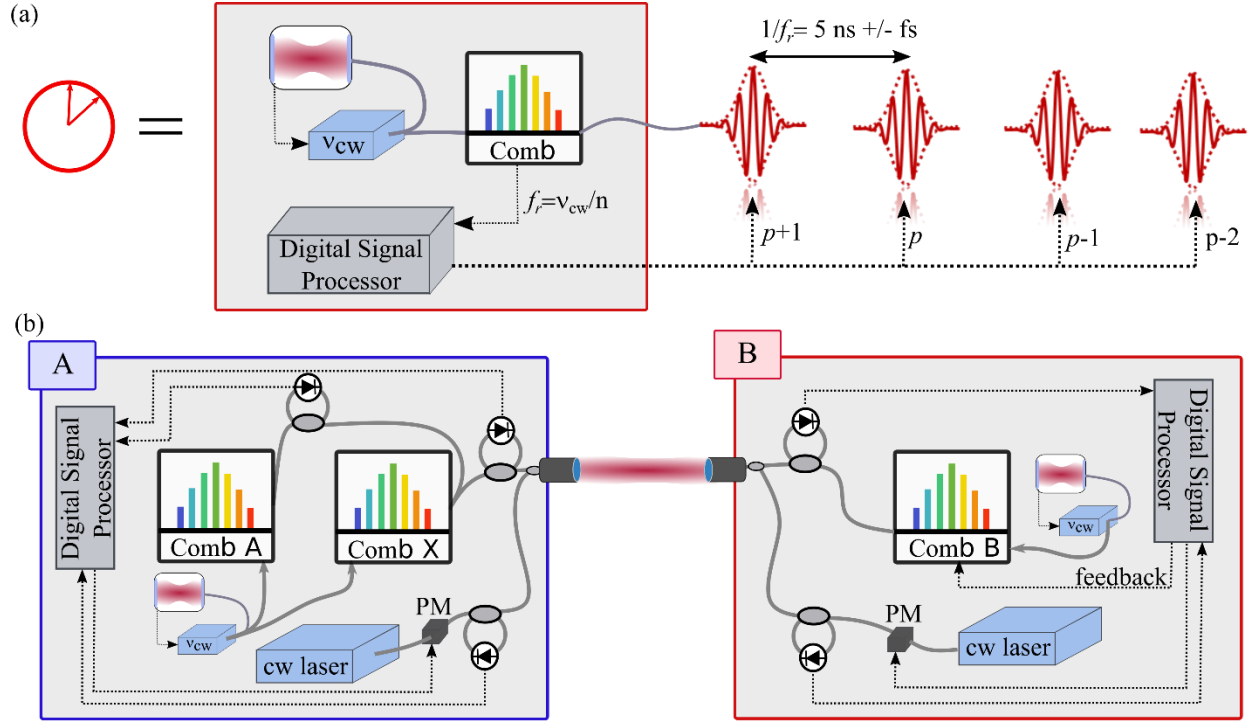 (a)
1/fr= 5 ns +/- fs
νcw
Comb
fr=νcw/n
Digital Signal
Processor
p+1
p
p-1
p-2
(b)
A
B
Digital Signal
Processor
Comb A
Comb X
νcw
cw laser
PM
Comb B
νcw
feedback
Digital Signal
Processor
PM
cw laser